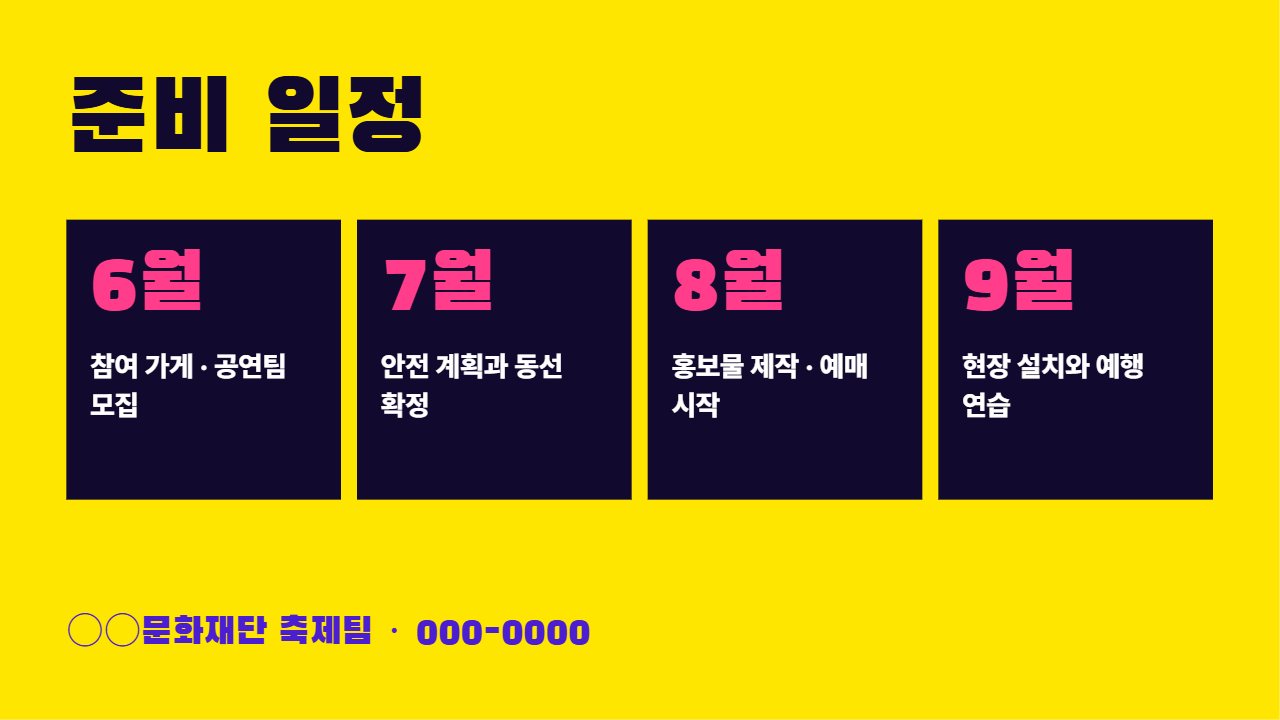 준비 일정
6월
참여 가게 · 공연팀
모집
7월
안전 계획과 동선
확정
8월
홍보물 제작 · 예매
시작
9월
현장 설치와 예행
연습
◯◯문화재단 축제팀 · 000-0000